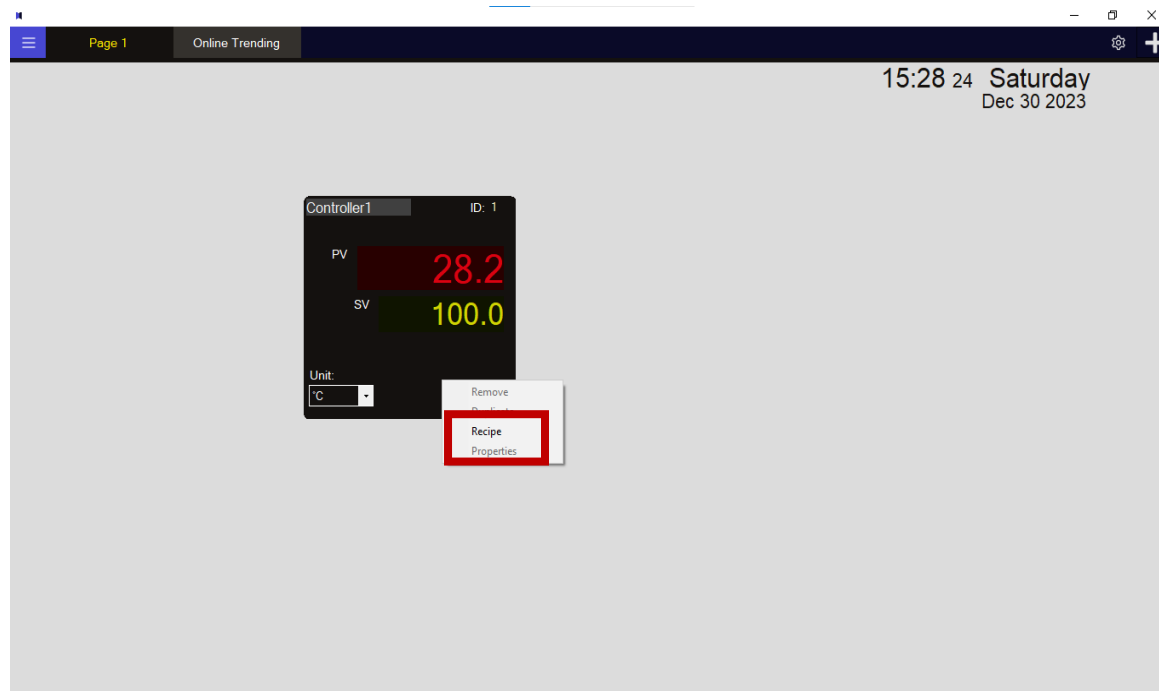 Page 1
Online Trending
15:28 24 Saturday
Dec 30 2023
Controller1 ID: 1
PV 28.2
SV 100.0
Unit:
°C
Remove
Recipe
Properties